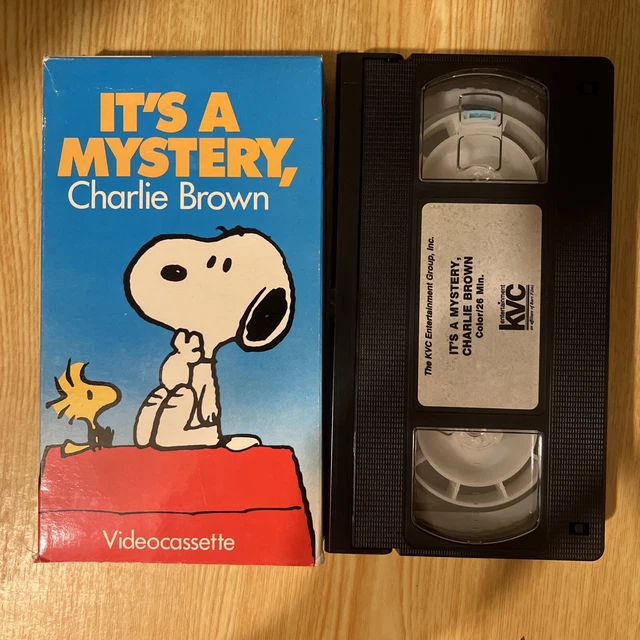 IT'S A
MYSTERY,
Charlie Brown
Videocassette
The KVC Entertainment Group, Inc.
IT'S A MYSTERY,
CHARLIE BROWN
Color/26 Min.
entertainment
KVC